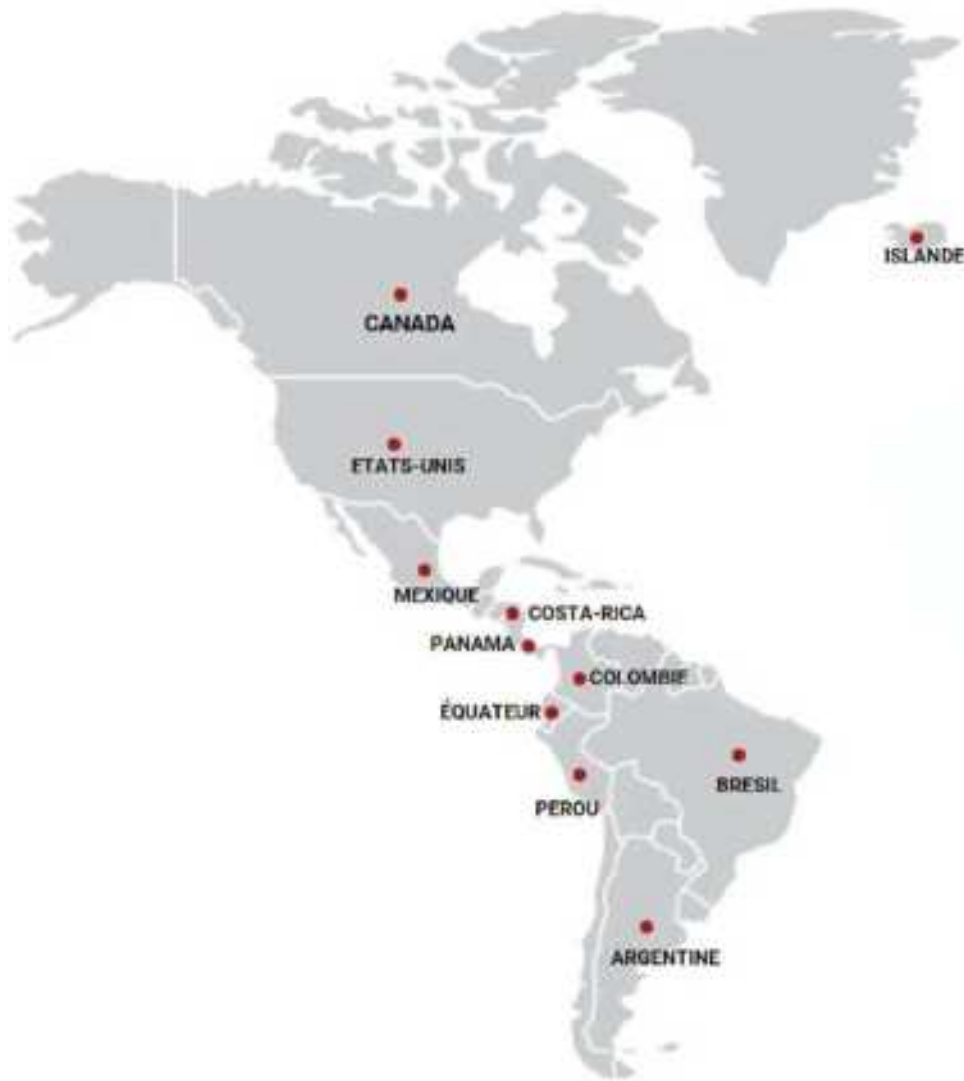 ISLANDE
CANADA
ETATS-UNIS
MEXIQUE
COSTA-RICA
PANAMA
COLOMBIE
ÉQUATEUR
BRESIL
PEROU
ARGENTINE